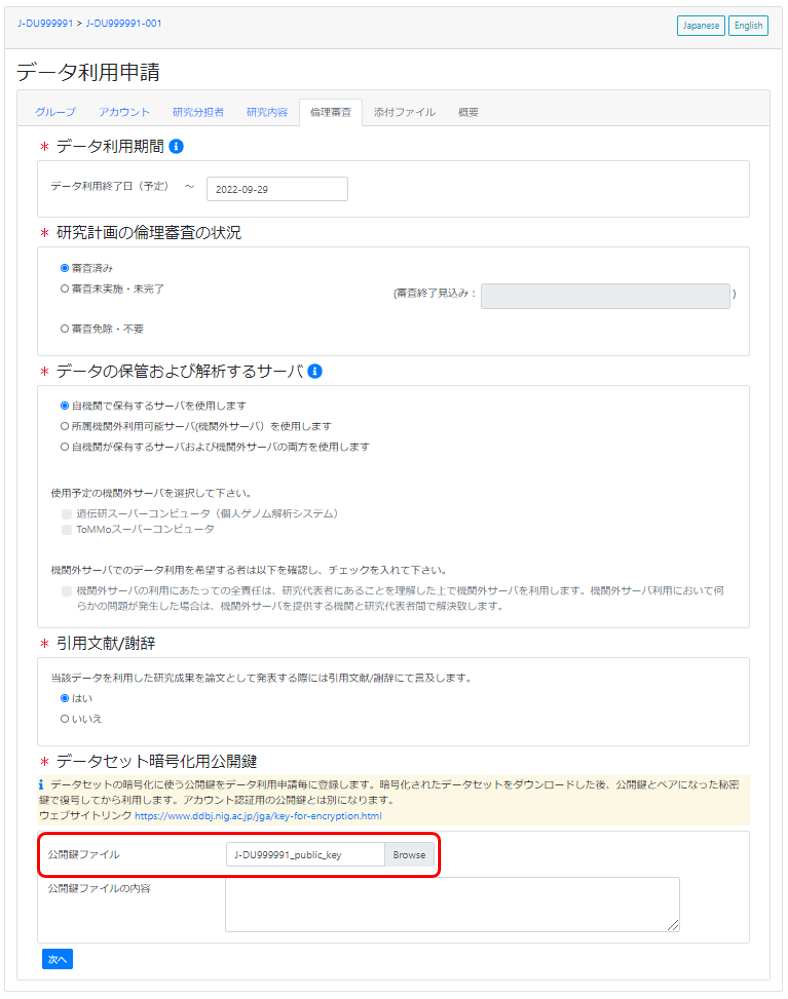 J-DU999991 > J-DU999991-001
Japanese English
データ利用申請
グループ アカウント 研究分担者 研究内容 倫理審査 添付ファイル 概要
* データ利用期間
データ利用終了日（予定） ～ 2022-09-29
* 研究計画の倫理審査の状況
審査済み
審査未実施・未完了 (審査終了見込み： )
審査免除・不要
* データの保管および解析するサーバ
自機関で保有するサーバを使用します
所属機関外利用可能サーバ(機関外サーバ）を使用します
自機関が保有するサーバおよび機関外サーバの両方を使用します
使用予定の機関外サーバを選択して下さい。
遺伝研スーパーコンピュータ（個人ゲノム解析システム）
ToMMoスーパーコンピュータ
機関外サーバでのデータ利用を希望する者は以下を確認し、チェックを入れて下さい。
機関外サーバの利用にあたっての全責任は、研究代表者にあることを理解した上で機関外サーバを利用します。機関外サーバ利用において何
らかの問題が発生した場合は、機関外サーバを提供する機関と研究代表者間で解決致します。
* 引用文献/謝辞
当該データを利用した研究成果を論文として発表する際には引用文献/謝辞にて言及します。
はい
いいえ
* データセット暗号化用公開鍵
データセットの暗号化に使う公開鍵をデータ利用申請毎に登録します。暗号化されたデータセットをダウンロードした後、公開鍵とペアになった秘密
鍵で復号してから利用します。アカウント認証用の公開鍵とは別になります。
ウェブサイトリンク https://www.ddbj.nig.ac.jp/jga/key-for-encryption.html
公開鍵ファイル J-DU999991_public_key Browse
公開鍵ファイルの内容
次へ